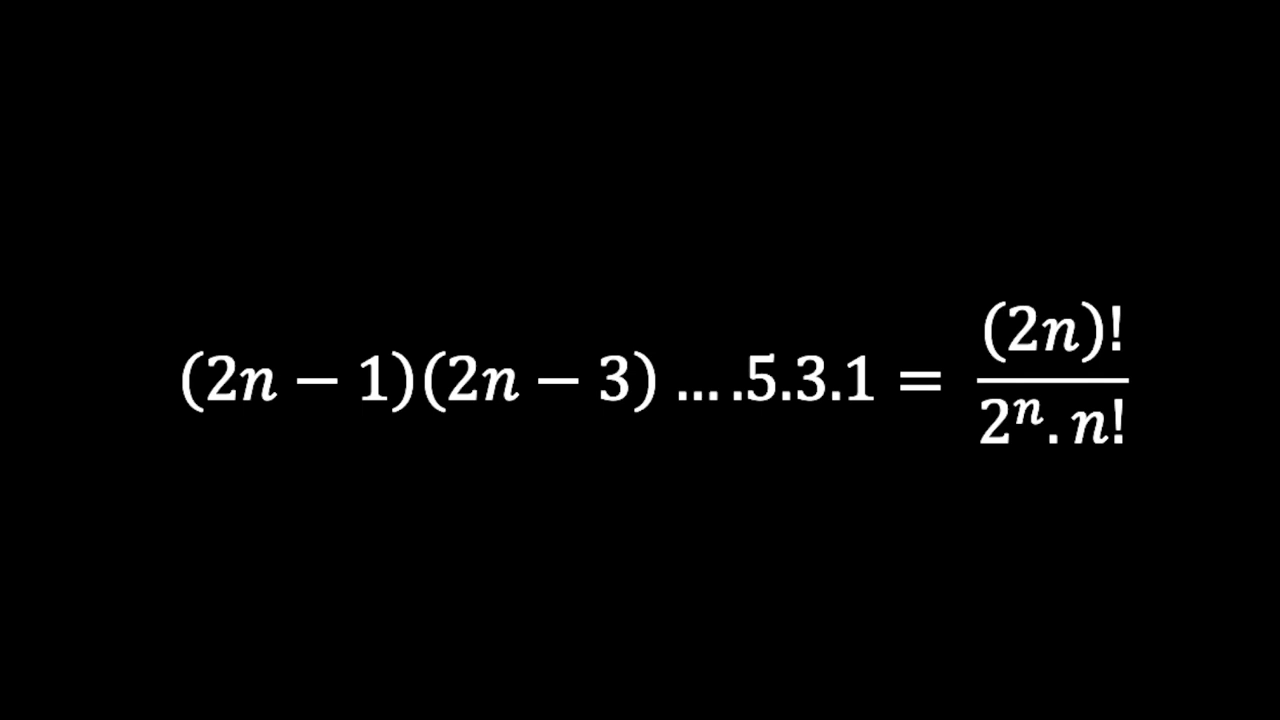 (2n − 1)(2n − 3) ... .5.3.1 = (2n)! / 2ⁿ. n!